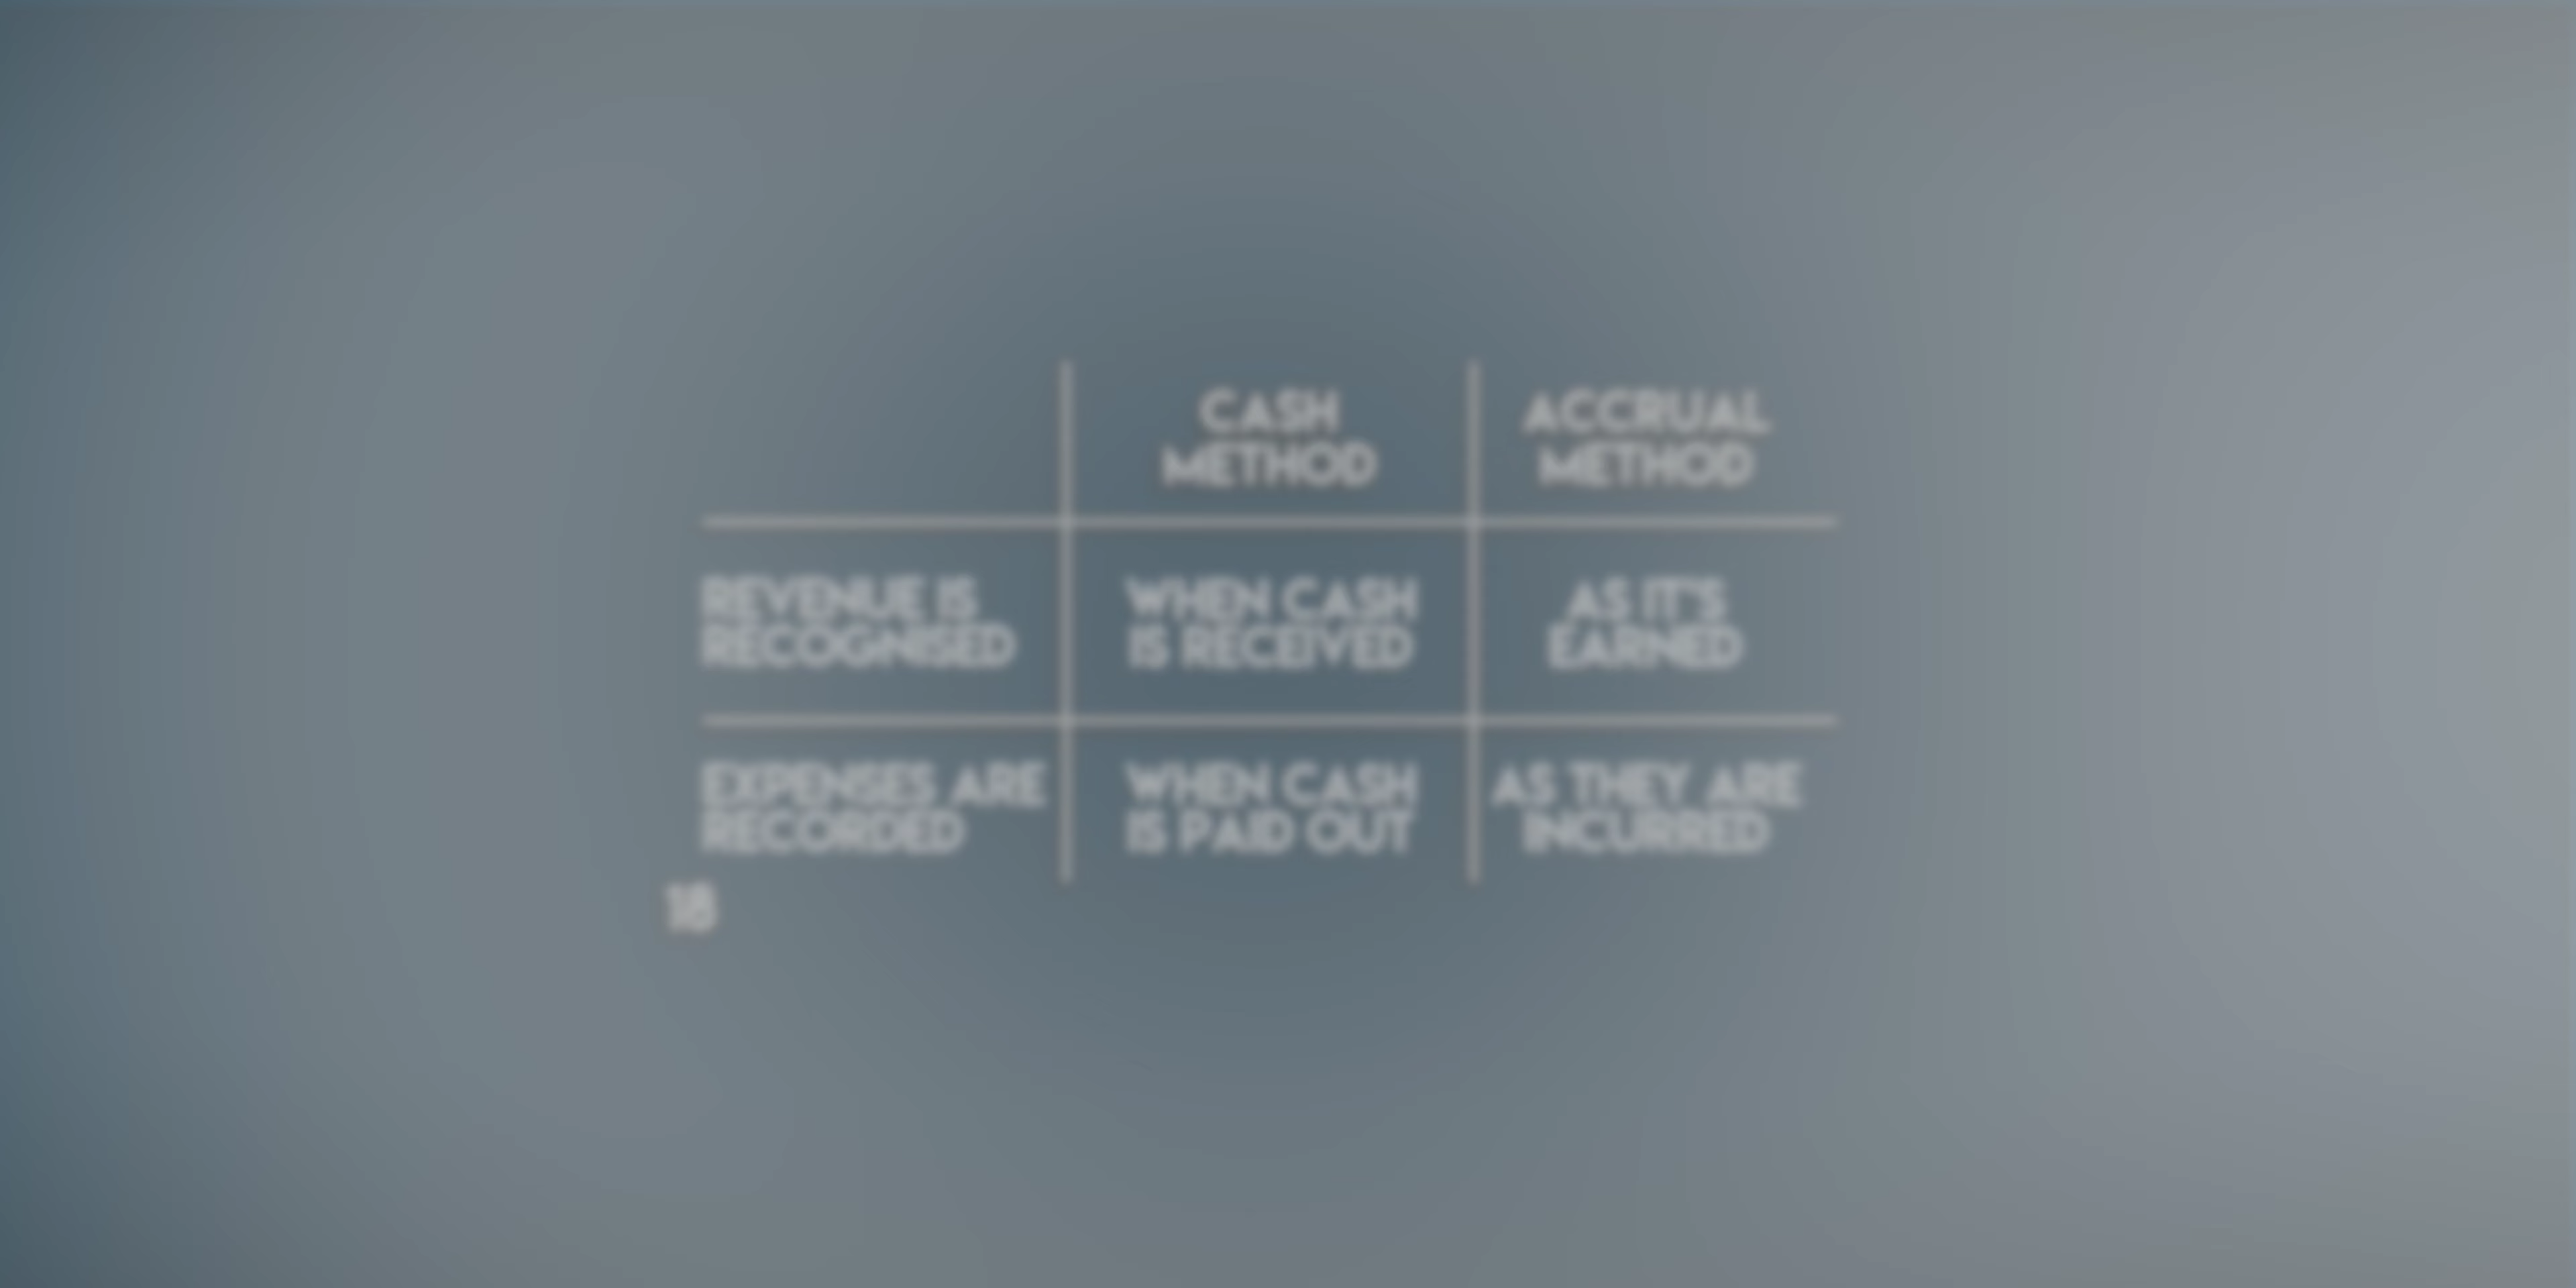 CASH
METHOD
ACCRUAL
METHOD
REVENUE IS
RECOGNISED
WHEN CASH
IS RECEIVED
AS IT'S
EARNED
EXPENSES ARE
RECORDED
WHEN CASH
IS PAID OUT
AS THEY ARE
INCURRED
18